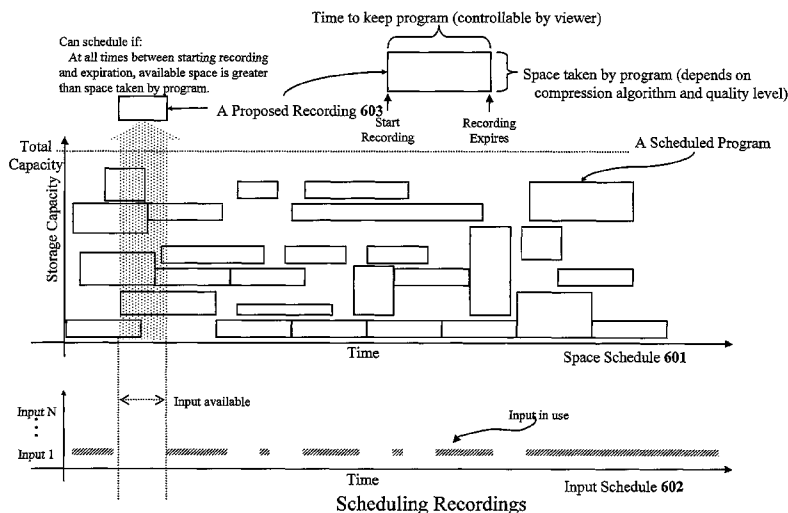 Time to keep program (controllable by viewer)
Can schedule if:
At all times between starting recording
and expiration, available space is greater
than space taken by program.
Space taken by program (depends on
compression algorithm and quality level)
A Proposed Recording 603
Start
Recording
Recording
Expires
A Scheduled Program
Total
Capacity
Storage Capacity
Time
Space Schedule 601
Input N
Input available
Input in use
Input 1
Time
Input Schedule 602
Scheduling Recordings